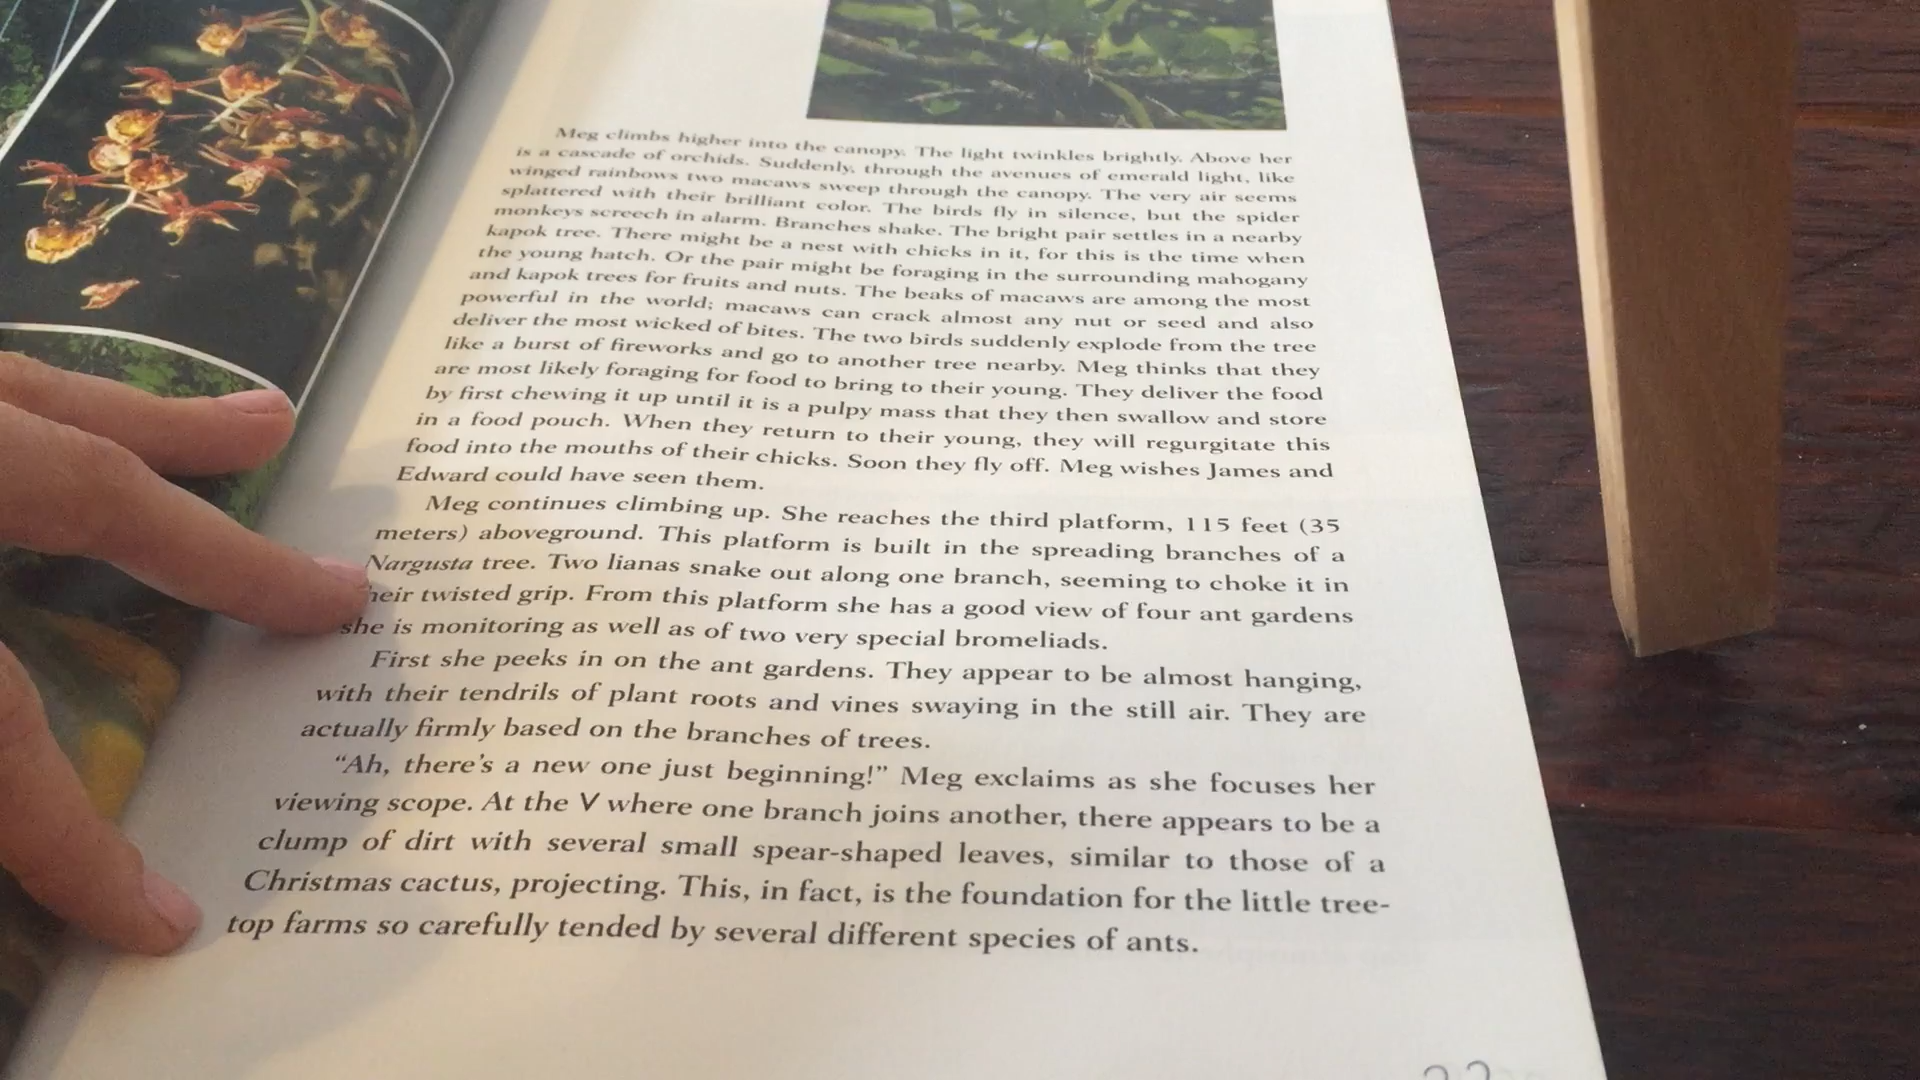 Meg climbs higher into the canopy. The light twinkles brightly. Above her
is a cascade of orchids. Suddenly, through the avenues of emerald light, like
winged rainbows two macaws sweep through the canopy. The very air seems
splattered with their brilliant color. The birds fly in silence, but the spider
monkeys screech in alarm. Branches shake. The bright pair settles in a nearby
kapok tree. There might be a nest with chicks in it, for this is the time when
the young hatch. Or the pair might be foraging in the surrounding mahogany
and kapok trees for fruits and nuts. The beaks of macaws are among the most
powerful in the world; macaws can crack almost any nut or seed and also
deliver the most wicked of bites. The two birds suddenly explode from the tree
like a burst of fireworks and go to another tree nearby. Meg thinks that they
are most likely foraging for food to bring to their young. They deliver the food
by first chewing it up until it is a pulpy mass that they then swallow and store
in a food pouch. When they return to their young, they will regurgitate this
food into the mouths of their chicks. Soon they fly off. Meg wishes James and
Edward could have seen them.
Meg continues climbing up. She reaches the third platform, 115 feet (35
meters) aboveground. This platform is built in the spreading branches of a
Nargusta tree. Two lianas snake out along one branch, seeming to choke it in
heir twisted grip. From this platform she has a good view of four ant gardens
she is monitoring as well as of two very special bromeliads.
First she peeks in on the ant gardens. They appear to be almost hanging,
with their tendrils of plant roots and vines swaying in the still air. They are
actually firmly based on the branches of trees.
"Ah, there's a new one just beginning!" Meg exclaims as she focuses her
viewing scope. At the V where one branch joins another, there appears to be a
clump of dirt with several small spear-shaped leaves, similar to those of a
Christmas cactus, projecting. This, in fact, is the foundation for the little tree-
top farms so carefully tended by several different species of ants.